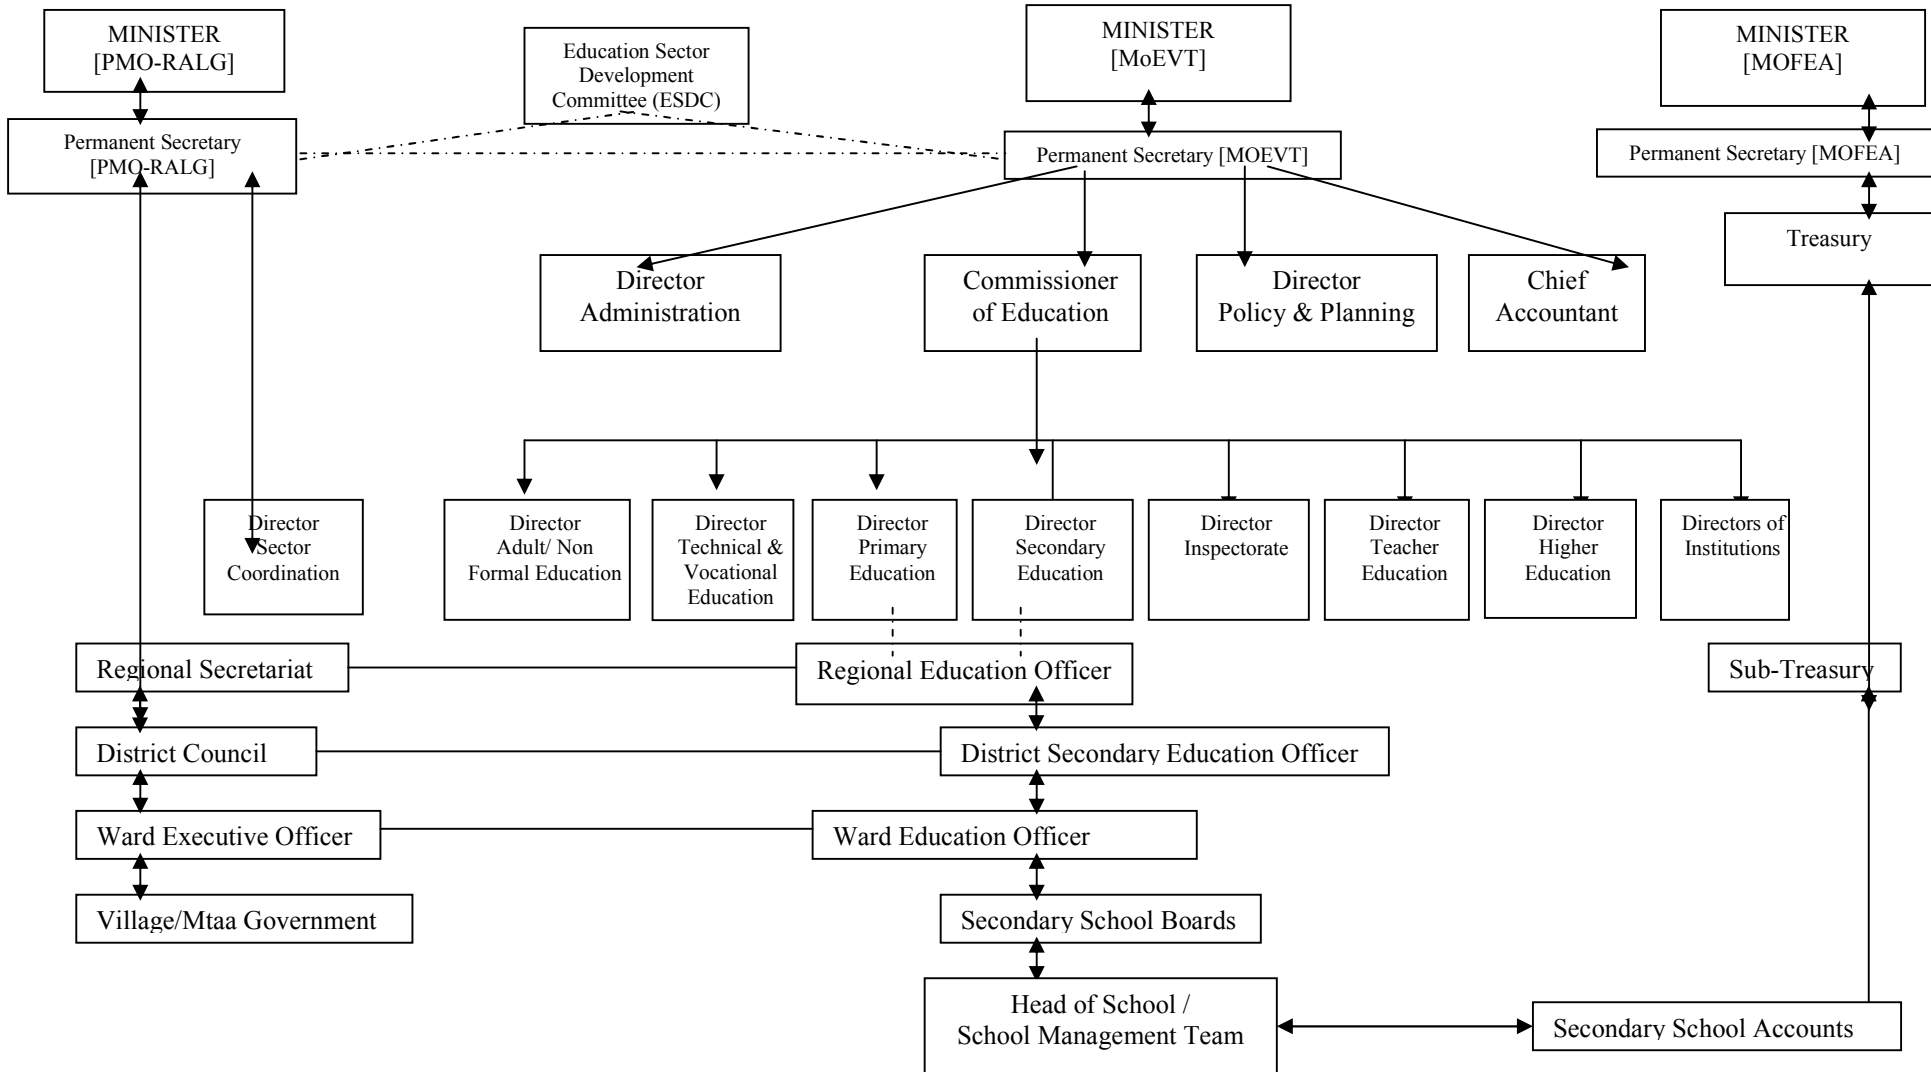 MINISTER
[PMO-RALG]
Education Sector
Development
Committee (ESDC)
MINISTER
[MoEVT]
MINISTER
[MOFEA]
Permanent Secretary
[PMO-RALG]
Permanent Secretary [MOEVT]
Permanent Secretary [MOFEA]
Treasury
Director
Administration
Commissioner
of Education
Director
Policy & Planning
Chief
Accountant
Director
Sector
Coordination
Director
Adult/ Non
Formal Education
Director
Technical &
Vocational
Education
Director
Primary
Education
Director
Secondary
Education
Director
Inspectorate
Director
Teacher
Education
Director
Higher
Education
Directors of
Institutions
Regional Secretariat
Regional Education Officer
Sub-Treasury
District Council
District Secondary Education Officer
Ward Executive Officer
Ward Education Officer
Village/Mtaa Government
Secondary School Boards
Head of School /
School Management Team
Secondary School Accounts